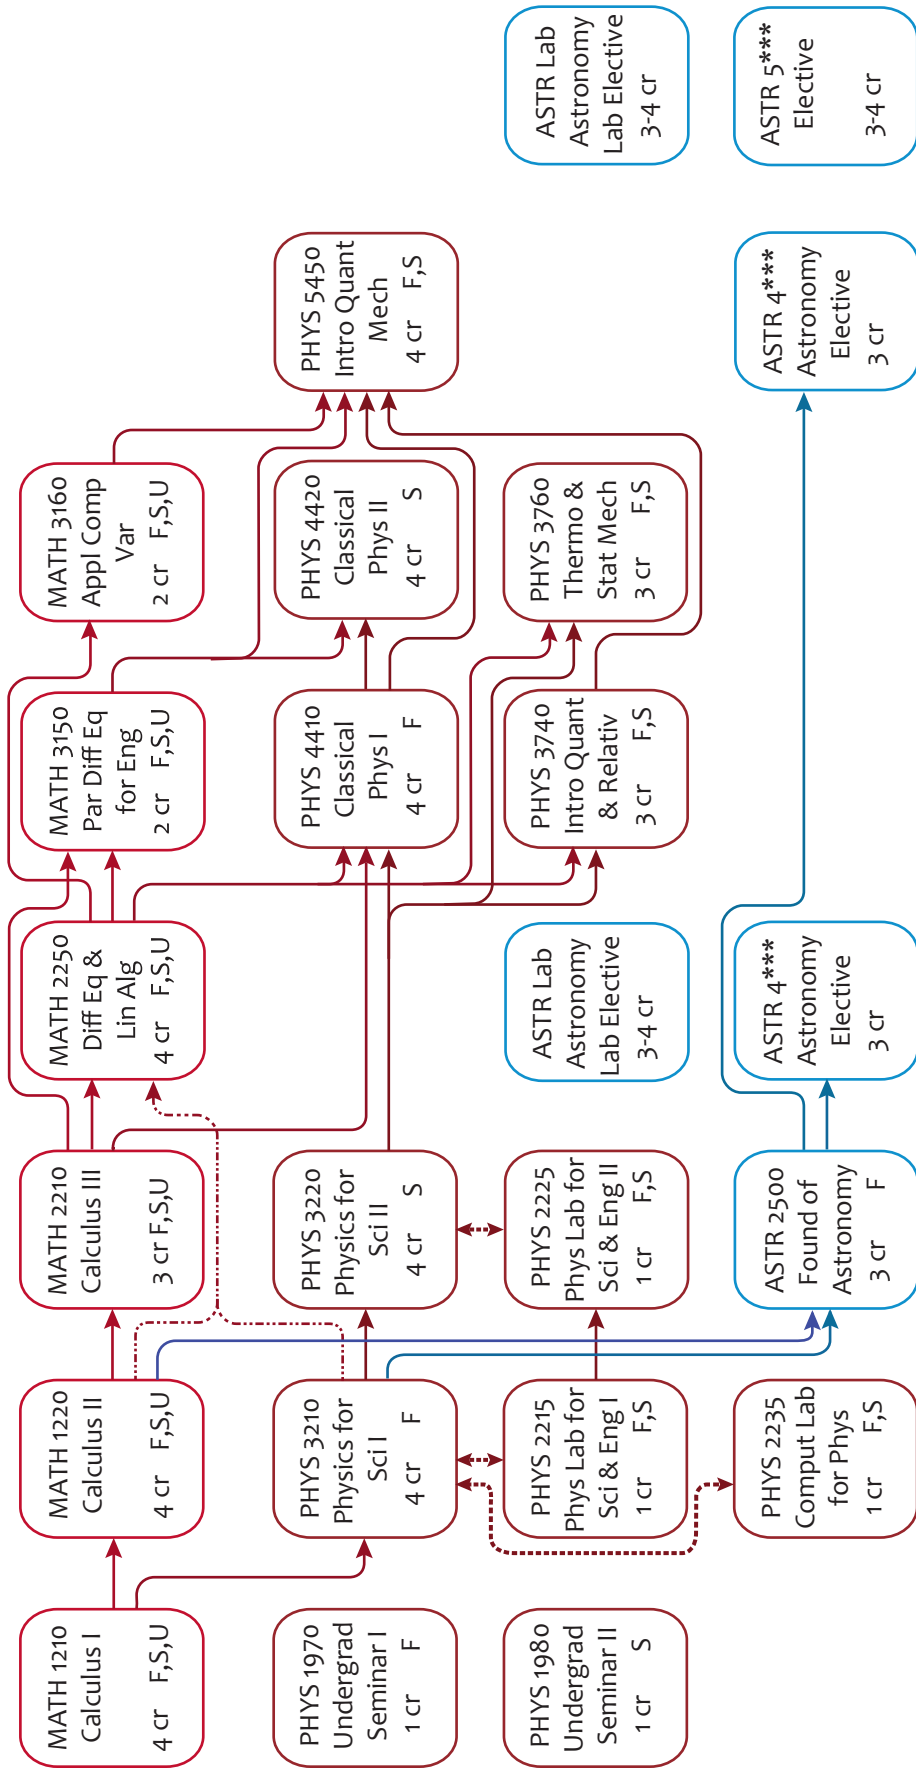 MATH 1210
Calculus I
4 cr F,S,U
MATH 1220
Calculus II
4 cr F,S,U
MATH 2210
Calculus III
3 cr F,S,U
MATH 2250
Diff Eq &
Lin Alg
4 cr F,S,U
MATH 3150
Par Diff Eq
for Eng
2 cr F,S,U
MATH 3160
Appl Comp
Var
2 cr F,S,U
PHYS 1970
Undergrad
Seminar I
1 cr F
PHYS 3210
Physics for
Sci I
4 cr F
PHYS 3220
Physics for
Sci II
4 cr S
PHYS 4410
Classical
Phys I
4 cr F
PHYS 4420
Classical
Phys II
4 cr S
PHYS 5450
Intro Quant
Mech
4 cr F,S
PHYS 1980
Undergrad
Seminar II
1 cr S
PHYS 2215
Phys Lab for
Sci & Eng I
1 cr F,S
PHYS 2225
Phys Lab for
Sci & Eng II
1 cr F,S
ASTR Lab
Astronomy
Lab Elective
3-4 cr
PHYS 3740
Intro Quant
& Relativ
3 cr F,S
PHYS 3760
Thermo &
Stat Mech
3 cr F,S
ASTR Lab
Astronomy
Lab Elective
3-4 cr
PHYS 2235
Comput Lab
for Phys
1 cr F,S
ASTR 2500
Found of
Astronomy
3 cr F
ASTR 4***
Astronomy
Elective
3 cr
ASTR 4***
Astronomy
Elective
3 cr
ASTR 5***
Elective
3-4 cr